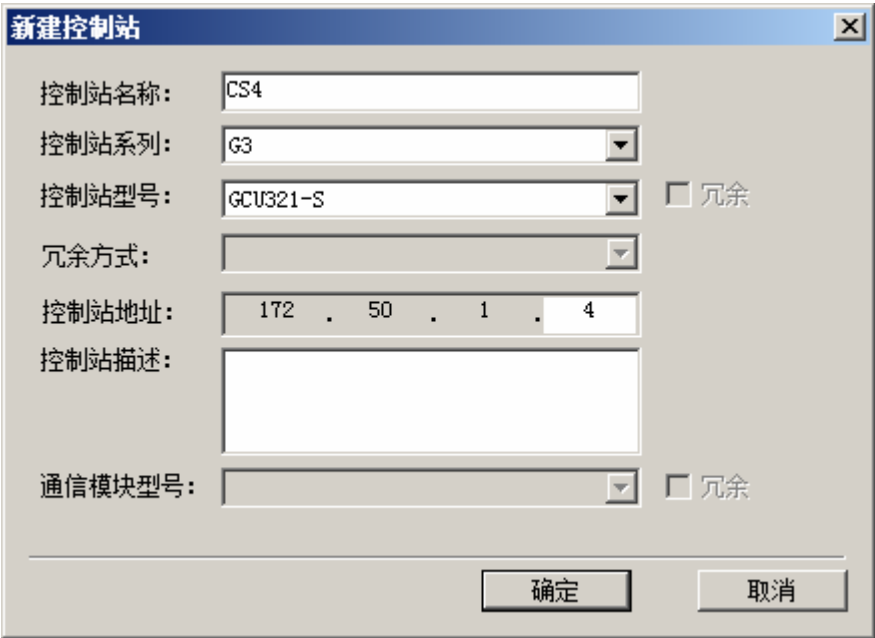 新建控制站
控制站名称: CS4
控制站系列: G3
控制站型号: GCU321-S 冗余
冗余方式:
控制站地址: 172 . 50 . 1 . 4
控制站描述:
通信模块型号: 冗余
确定 取消